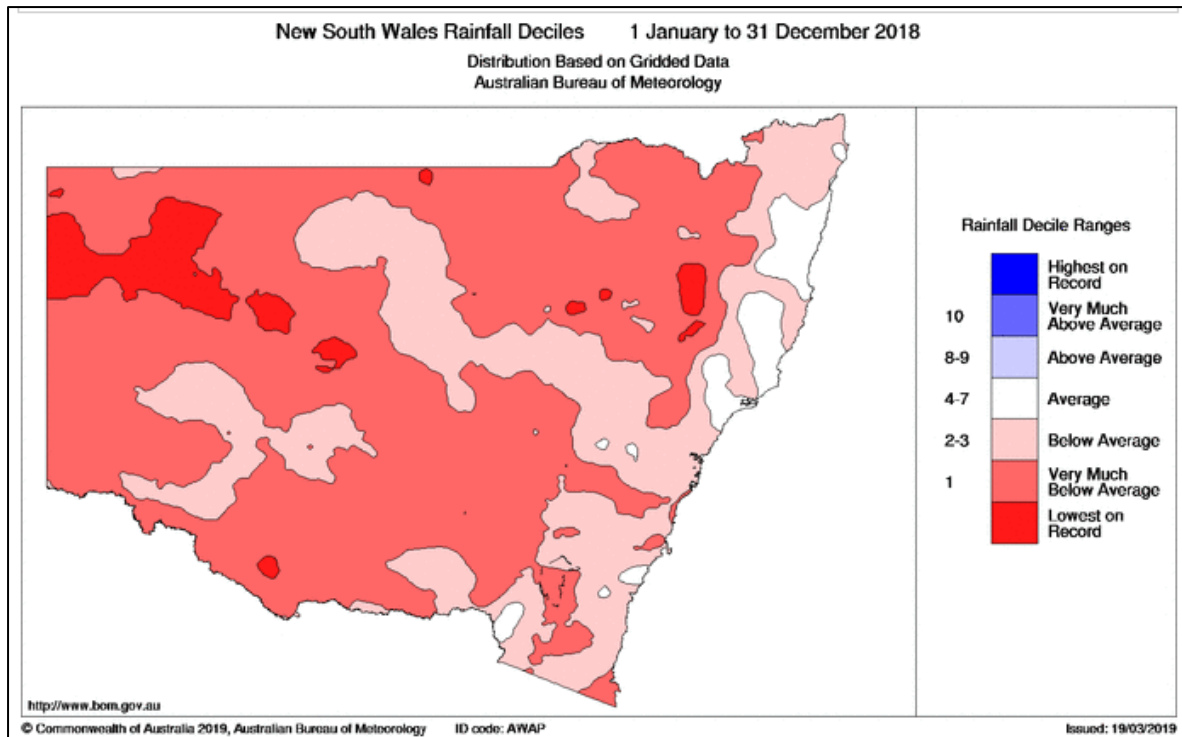 New South Wales Rainfall Deciles 1 January to 31 December 2018
Distribution Based on Gridded Data
Australian Bureau of Meteorology
Rainfall Decile Ranges
Highest on
Record
10 Very Much
Above Average
8-9 Above Average
4-7 Average
2-3 Below Average
1 Very Much
Below Average
Lowest on
Record
http://www.bom.gov.au
© Commonwealth of Australia 2019, Australian Bureau of Meteorology ID code: AWAP Issued: 19/03/2019